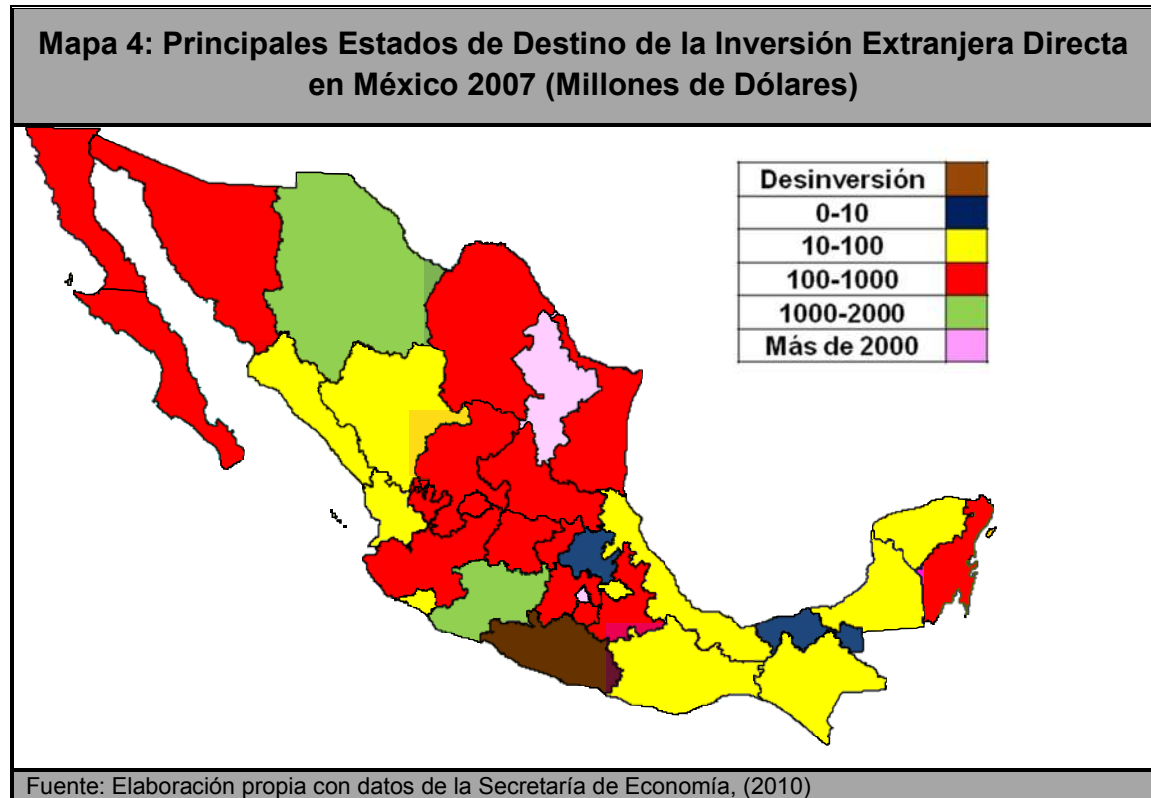 Mapa 4: Principales Estados de Destino de la Inversión Extranjera Directa
en México 2007 (Millones de Dólares)
Desinversión
0-10
10-100
100-1000
1000-2000
Más de 2000
Fuente: Elaboración propia con datos de la Secretaría de Economía, (2010)